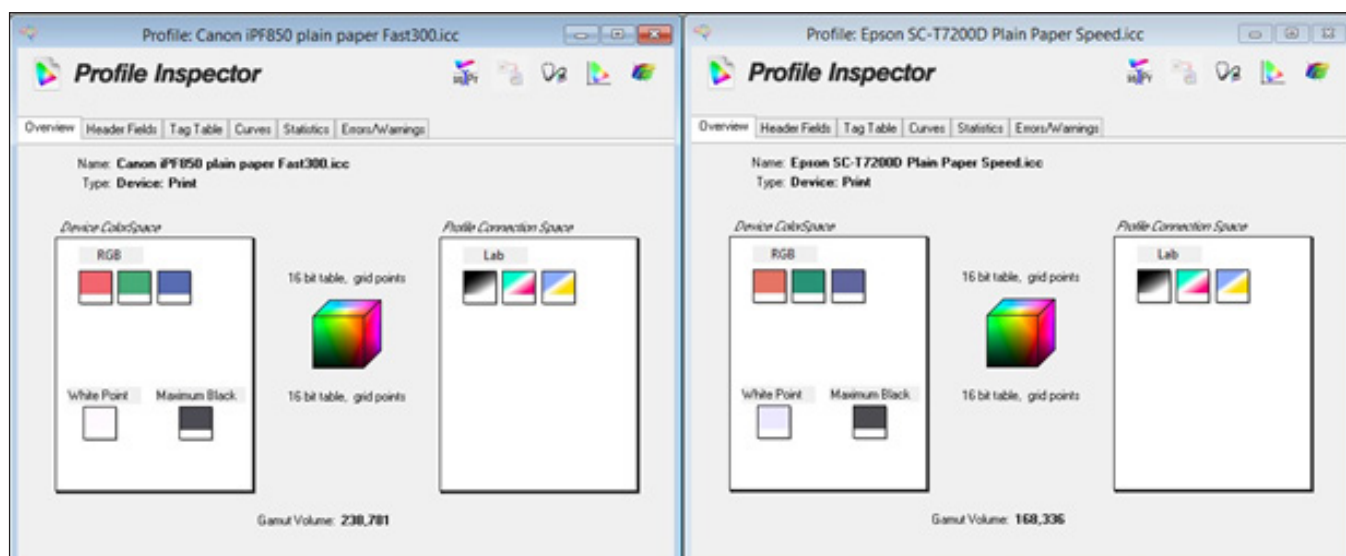 Profile: Canon iPF850 plain paper Fast300.icc
Profile Inspector
Overview Header Fields Tag Table Curves Statistics Errors/Warnings
Name: Canon iPF850 plain paper Fast300.icc
Type: Device: Print
Device ColorSpace
Profile Connection Space
RGB
Lab
16 bit table, grid points
White Point
Maximum Black
16 bit table, grid points
Gamut Volume: 230,781
Profile: Epson SC-T7200D Plain Paper Speed.icc
Profile Inspector
Overview Header Fields Tag Table Curves Statistics Errors/Warnings
Name: Epson SC-T7200D Plain Paper Speed.icc
Type: Device: Print
Device ColorSpace
Profile Connection Space
RGB
Lab
16 bit table, grid points
White Point
Maximum Black
16 bit table, grid points
Gamut Volume: 168,336